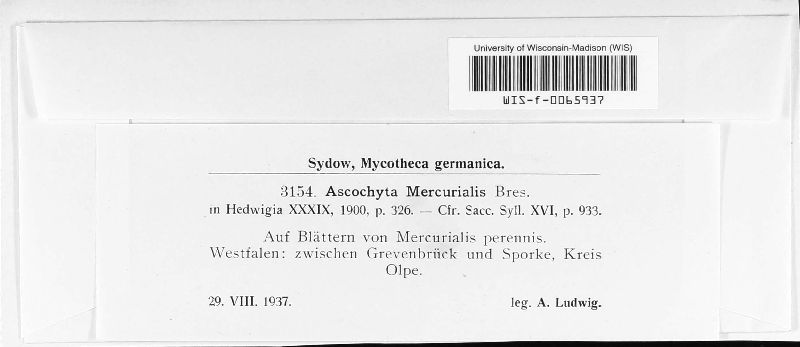 University of Wisconsin-Madison (WIS)
WIS-f-0065937
Sydow, Mycotheca germanica.
3154. Ascochyta Mercurialis Bres.
in Hedwigia XXXIX, 1900, p. 326. — Cfr. Sacc. Syll. XVI, p. 933.
Auf Blättern von Mercurialis perennis.
Westfalen: zwischen Grevenbrück und Sporke, Kreis
Olpe.
29. VIII. 1937. leg. A. Ludwig.